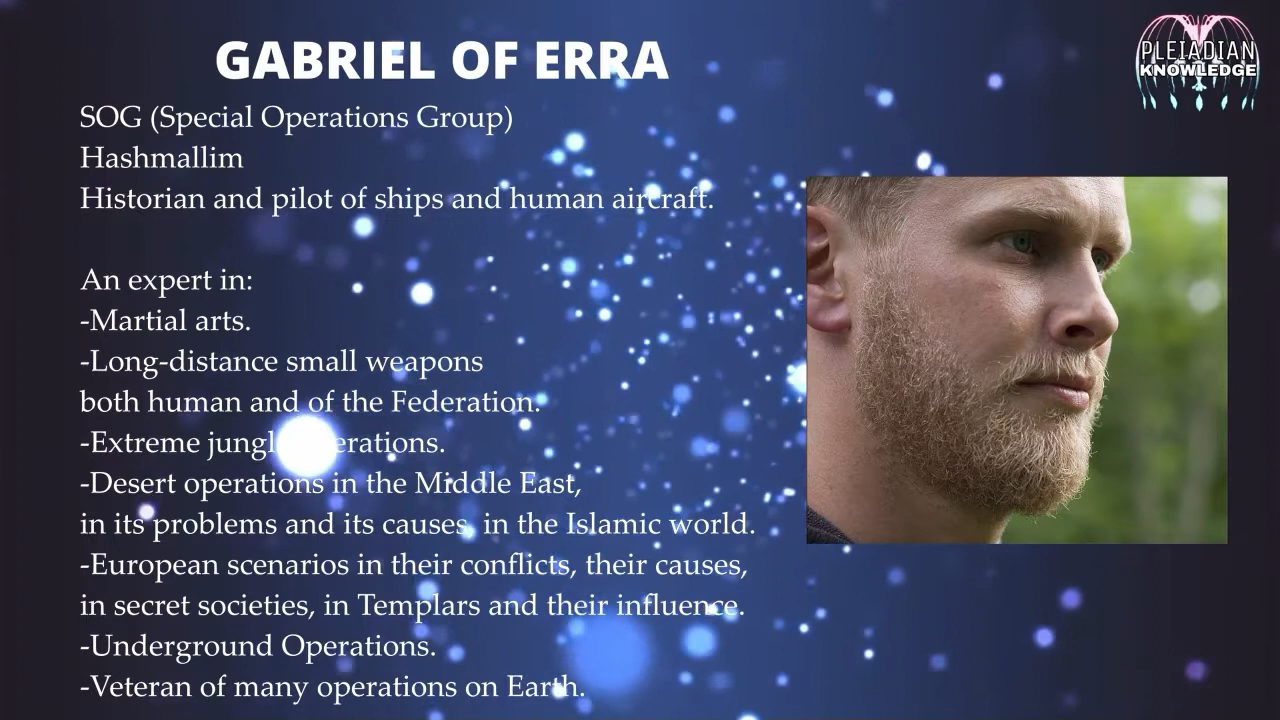 GABRIEL OF ERRA
PLEIADIAN
KNOWLEDGE
SOG (Special Operations Group)
Hashmallim
Historian and pilot of ships and human aircraft.
An expert in:
-Martial arts.
-Long-distance small weapons
both human and of the Federation.
-Extreme
-Desert operations in the Middle East,
in its problems and its causes, in the Islamic world.
-European scenarios in their conflicts, their causes,
in secret societies, in Templars and their influence.
-Underground Operations.
-Veteran of many operations on Earth.